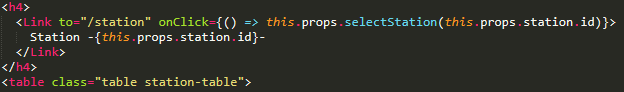 <h4>
<Link to="/station" onClick={() => this.props.selectStation(this.props.station.id)}>
Station -{this.props.station.id}-
</Link>
</h4>
<table class="table station-table">